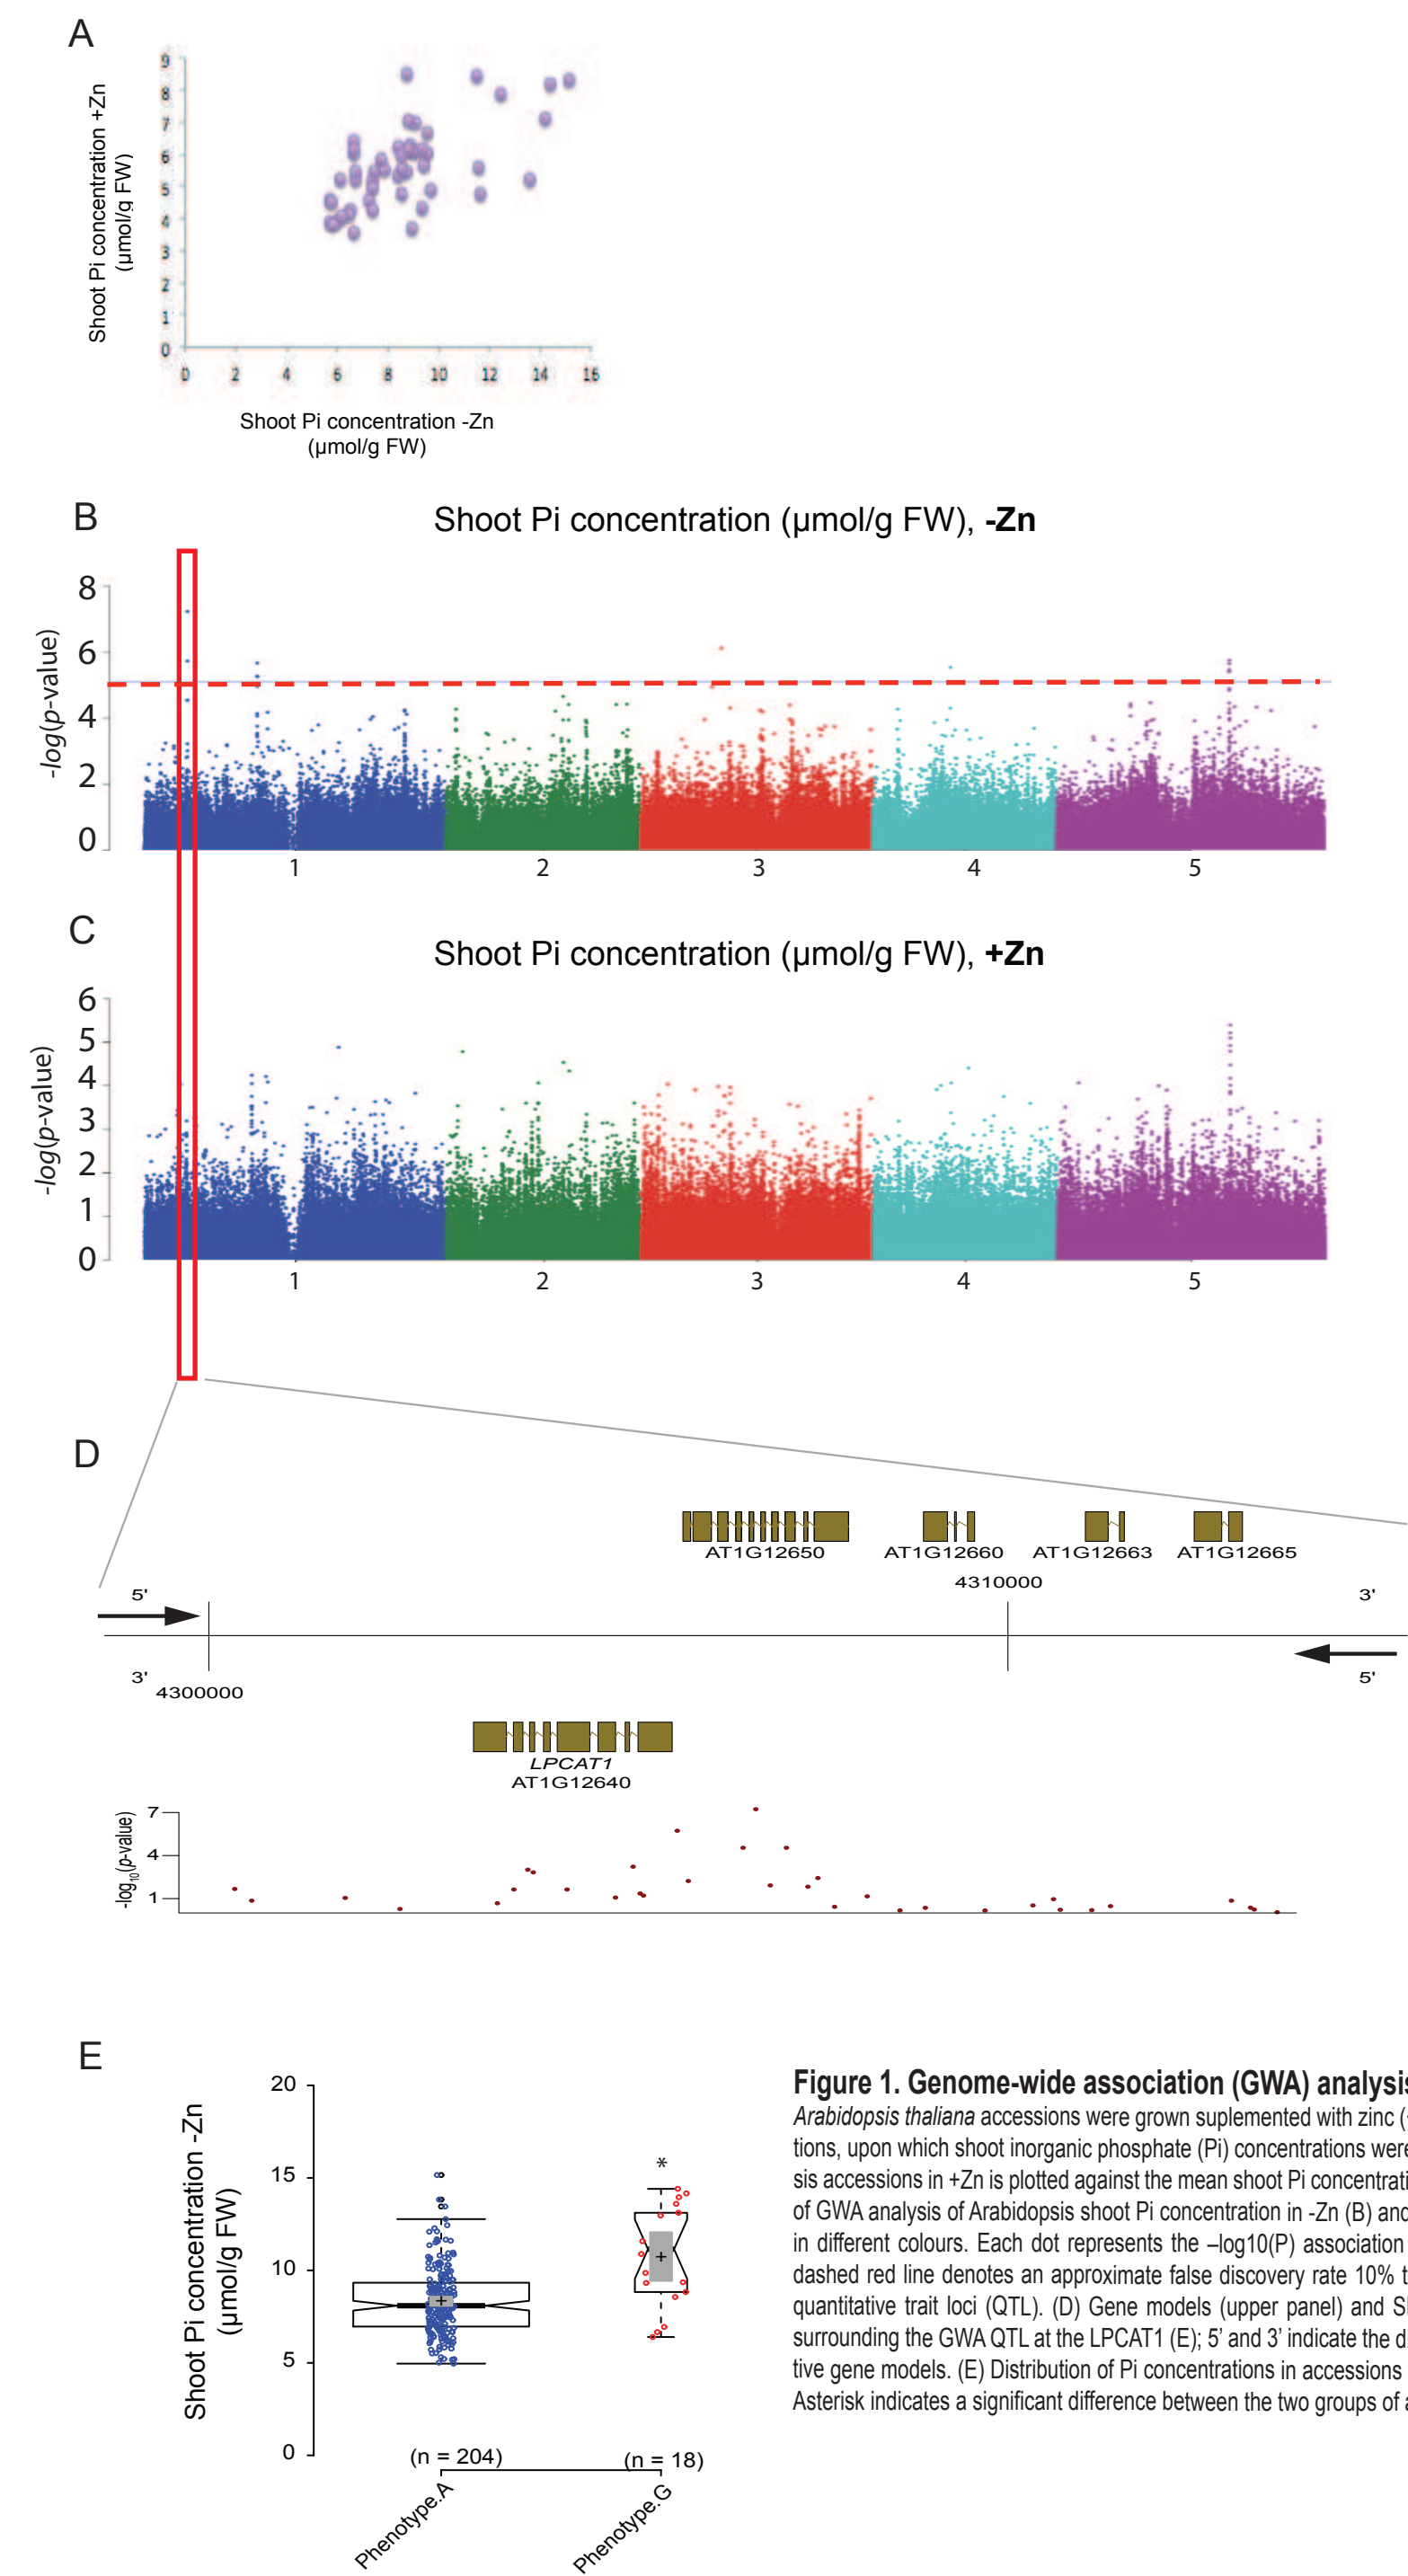 A
9
8
7
6
5
4
3
2
1
0
Shoot Pi concentration +Zn
(µmol/g FW)
0 2 4 6 8 10 12 14 16
Shoot Pi concentration -Zn
(µmol/g FW)
B
Shoot Pi concentration (µmol/g FW), -Zn
8
6
4
2
0
-log(p-value)
1 2 3 4 5
C
Shoot Pi concentration (µmol/g FW), +Zn
6
5
4
3
2
1
0
-log(p-value)
1 2 3 4 5
D
AT1G12650 AT1G12660 AT1G12663 AT1G12665
4310000
5' 3'
3' 5'
4300000
LPCAT1
AT1G12640
7
4
1
-log10(p-value)
E
20
15
10
5
0
Shoot Pi concentration -Zn
(µmol/g FW)
*
(n = 204) (n = 18)
Phenotype.A Phenotype.G
Figure 1. Genome-wide association (GWA) analysis
Arabidopsis thaliana accessions were grown suplemented with zinc (
tions, upon which shoot inorganic phosphate (Pi) concentrations were
sis accessions in +Zn is plotted against the mean shoot Pi concentrati
of GWA analysis of Arabidopsis shoot Pi concentration in -Zn (B) and
in different colours. Each dot represents the –log10(P) association
dashed red line denotes an approximate false discovery rate 10% t
quantitative trait loci (QTL). (D) Gene models (upper panel) and S
surrounding the GWA QTL at the LPCAT1 (E); 5’ and 3’ indicate the d
tive gene models. (E) Distribution of Pi concentrations in accessions
Asterisk indicates a significant difference between the two groups of a